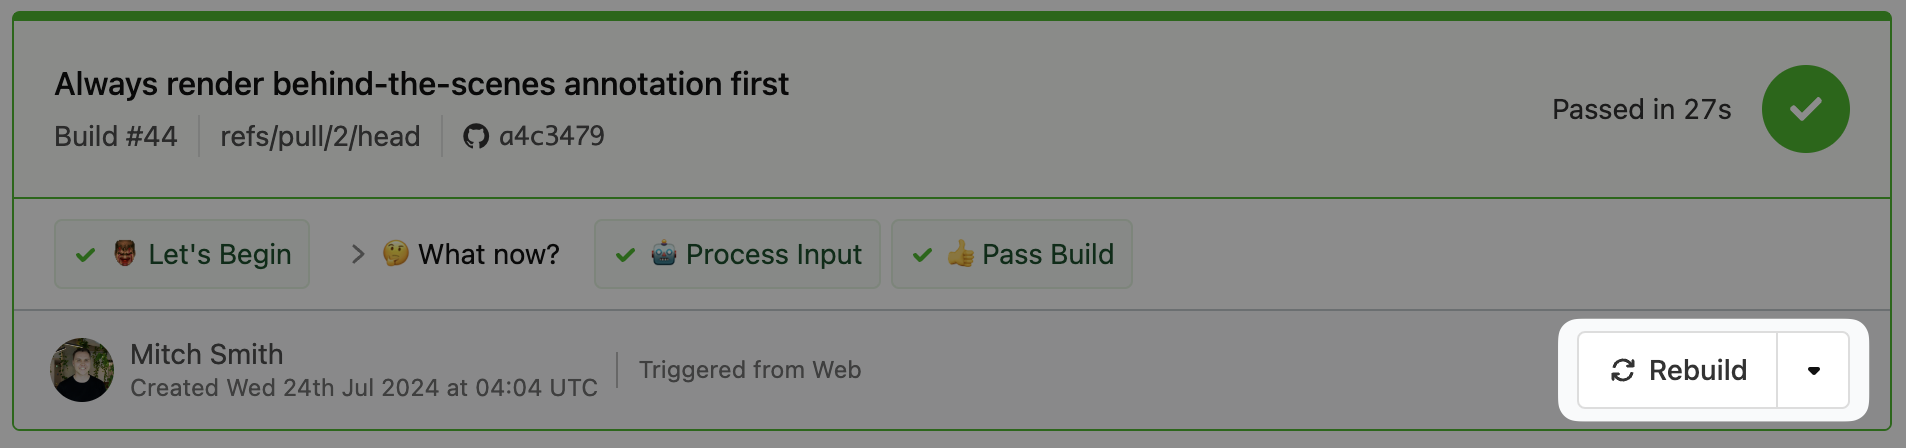 Always render behind-the-scenes annotation first
Build #44 refs/pull/2/head a4c3479
Passed in 27s
Let's Begin What now? Process Input Pass Build
Mitch Smith
Created Wed 24th Jul 2024 at 04:04 UTC
Triggered from Web
Rebuild